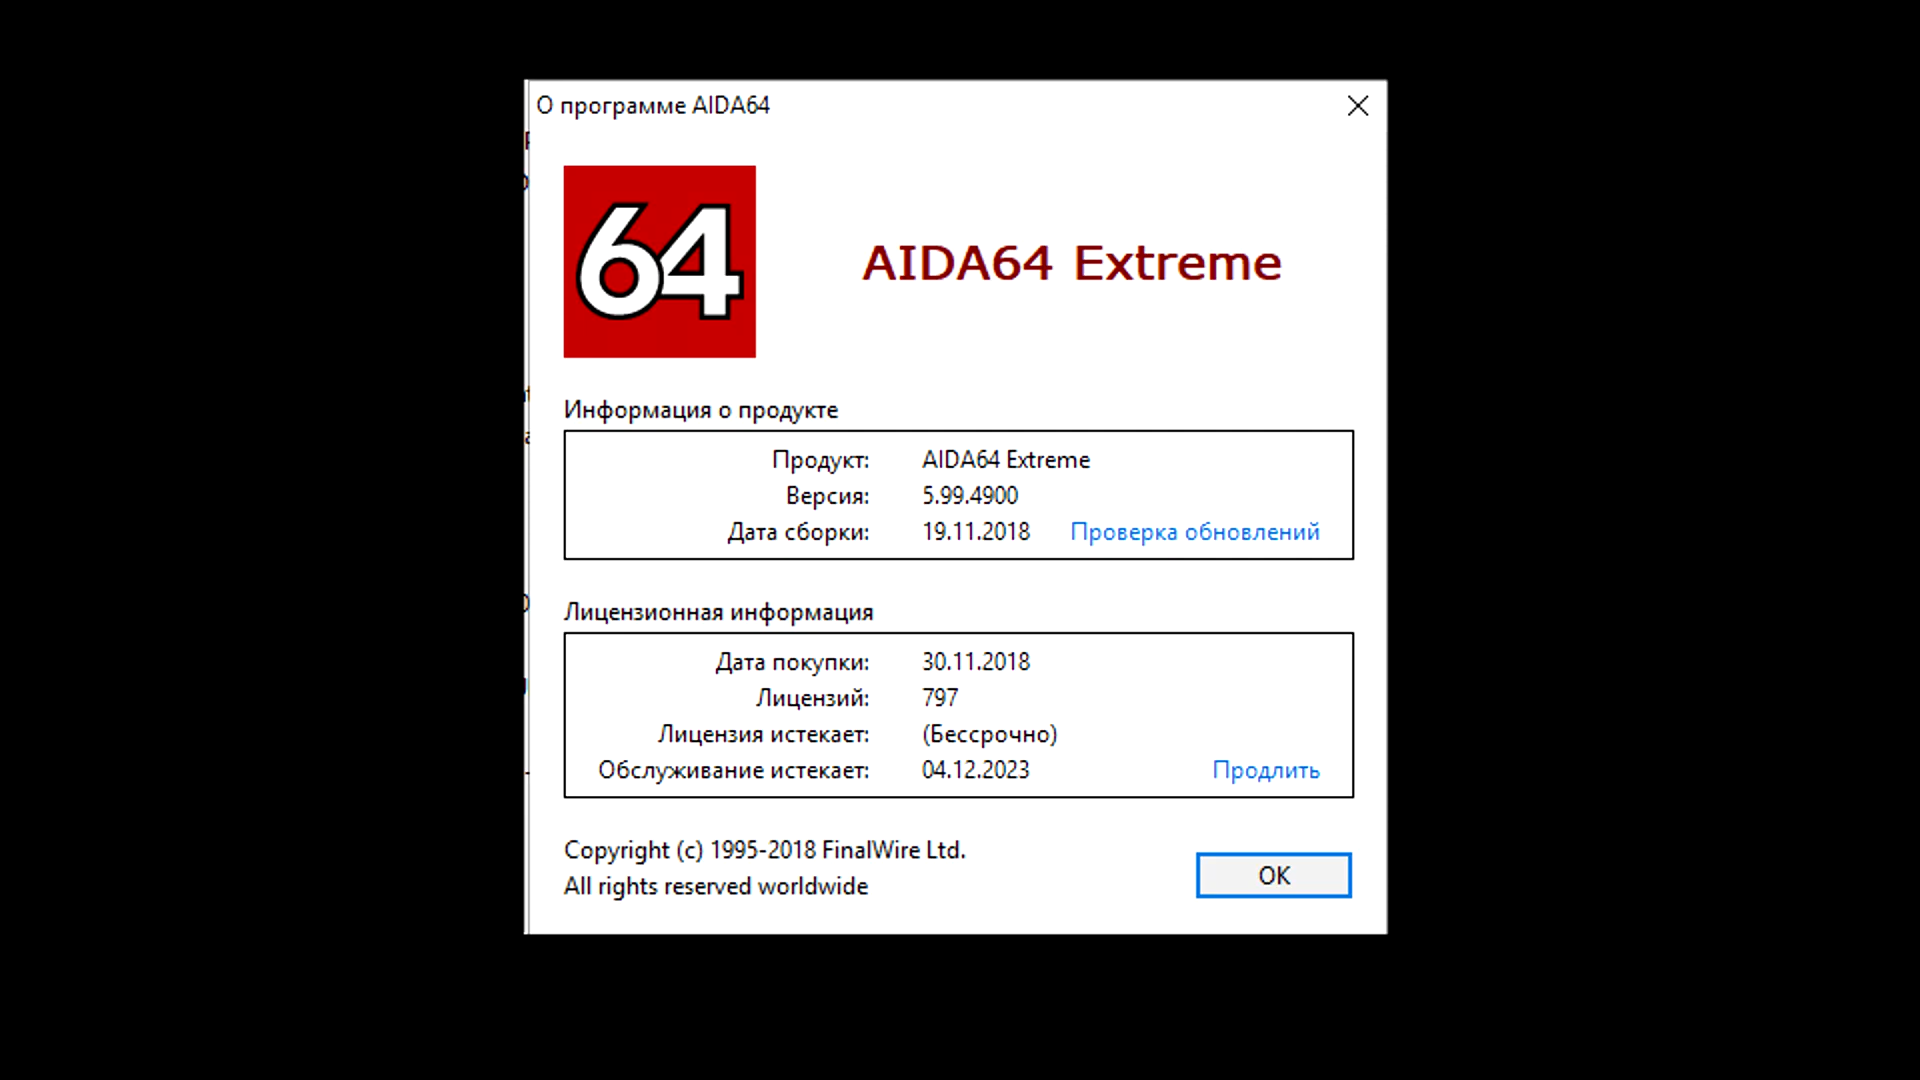 О программе AIDA64
64
AIDA64 Extreme
Информация о продукте
Продукт: AIDA64 Extreme
Версия: 5.99.4900
Дата сборки: 19.11.2018 Проверка обновлений
Лицензионная информация
Дата покупки: 30.11.2018
Лицензий: 797
Лицензия истекает: (Бессрочно)
Обслуживание истекает: 04.12.2023 Продлить
Copyright (c) 1995-2018 FinalWire Ltd.
All rights reserved worldwide
OK